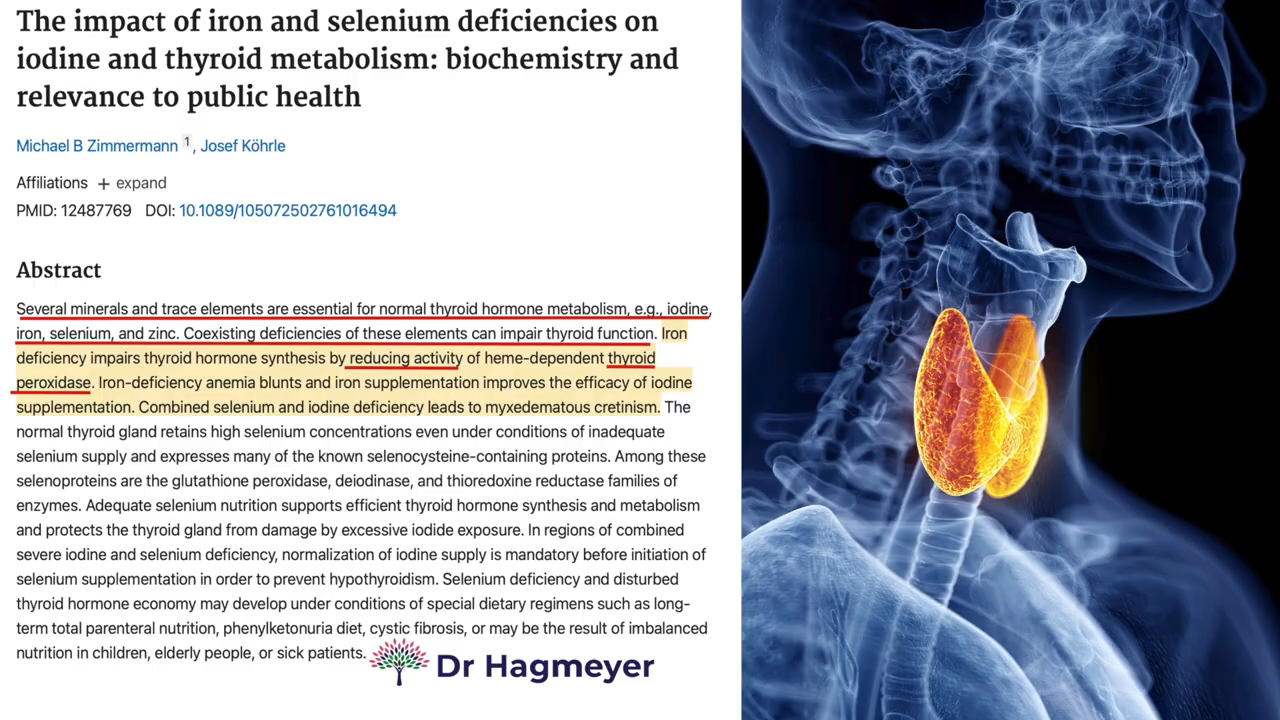 The impact of iron and selenium deficiencies on
iodine and thyroid metabolism: biochemistry and
relevance to public health
Michael B Zimmermann 1, Josef Köhrle
Affiliations + expand
PMID: 12487769 DOI: 10.1089/105072502761016494
Abstract
Several minerals and trace elements are essential for normal thyroid hormone metabolism, e.g., iodine,
iron, selenium, and zinc. Coexisting deficiencies of these elements can impair thyroid function. Iron
deficiency impairs thyroid hormone synthesis by reducing activity of heme-dependent thyroid
peroxidase. Iron-deficiency anemia blunts and iron supplementation improves the efficacy of iodine
supplementation. Combined selenium and iodine deficiency leads to myxedematous cretinism. The
normal thyroid gland retains high selenium concentrations even under conditions of inadequate
selenium supply and expresses many of the known selenocysteine-containing proteins. Among these
selenoproteins are the glutathione peroxidase, deiodinase, and thioredoxine reductase families of
enzymes. Adequate selenium nutrition supports efficient thyroid hormone synthesis and metabolism
and protects the thyroid gland from damage by excessive iodide exposure. In regions of combined
severe iodine and selenium deficiency, normalization of iodine supply is mandatory before initiation of
selenium supplementation in order to prevent hypothyroidism. Selenium deficiency and disturbed
thyroid hormone economy may develop under conditions of special dietary regimens such as long-
term total parenteral nutrition, phenylketonuria diet, cystic fibrosis, or may be the result of imbalanced
nutrition in children, elderly people, or sick patients.
Dr Hagmeyer